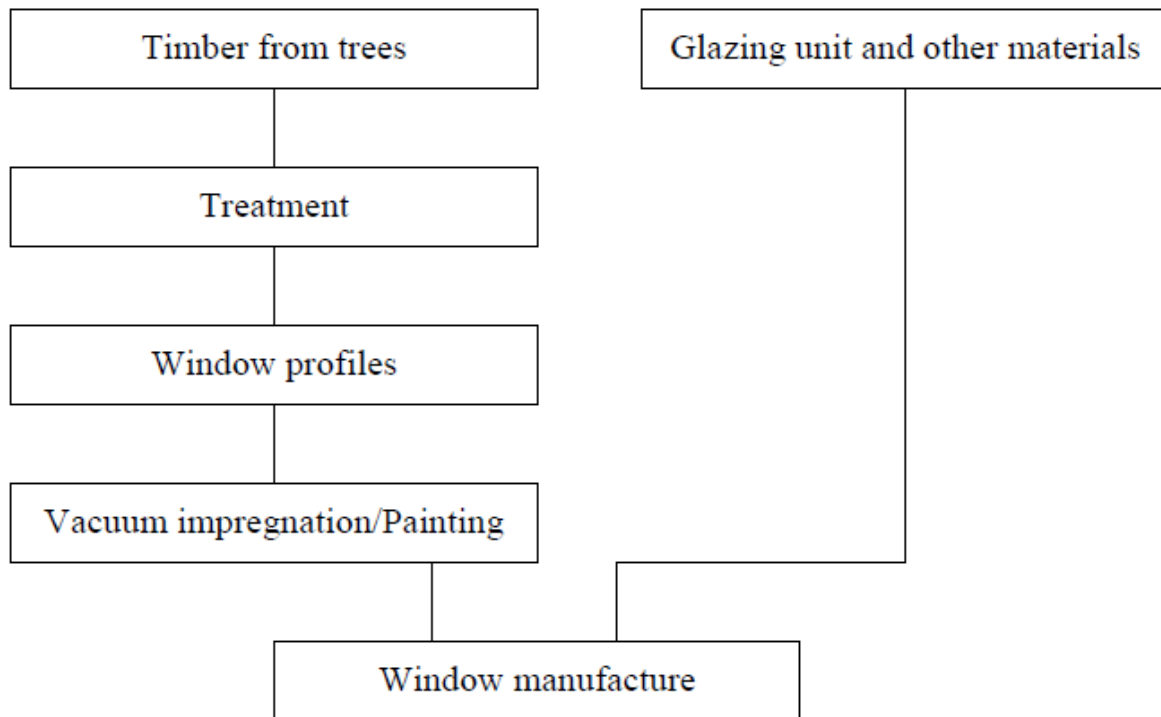 Timber from trees
Glazing unit and other materials
Treatment
Window profiles
Vacuum impregnation/Painting
Window manufacture